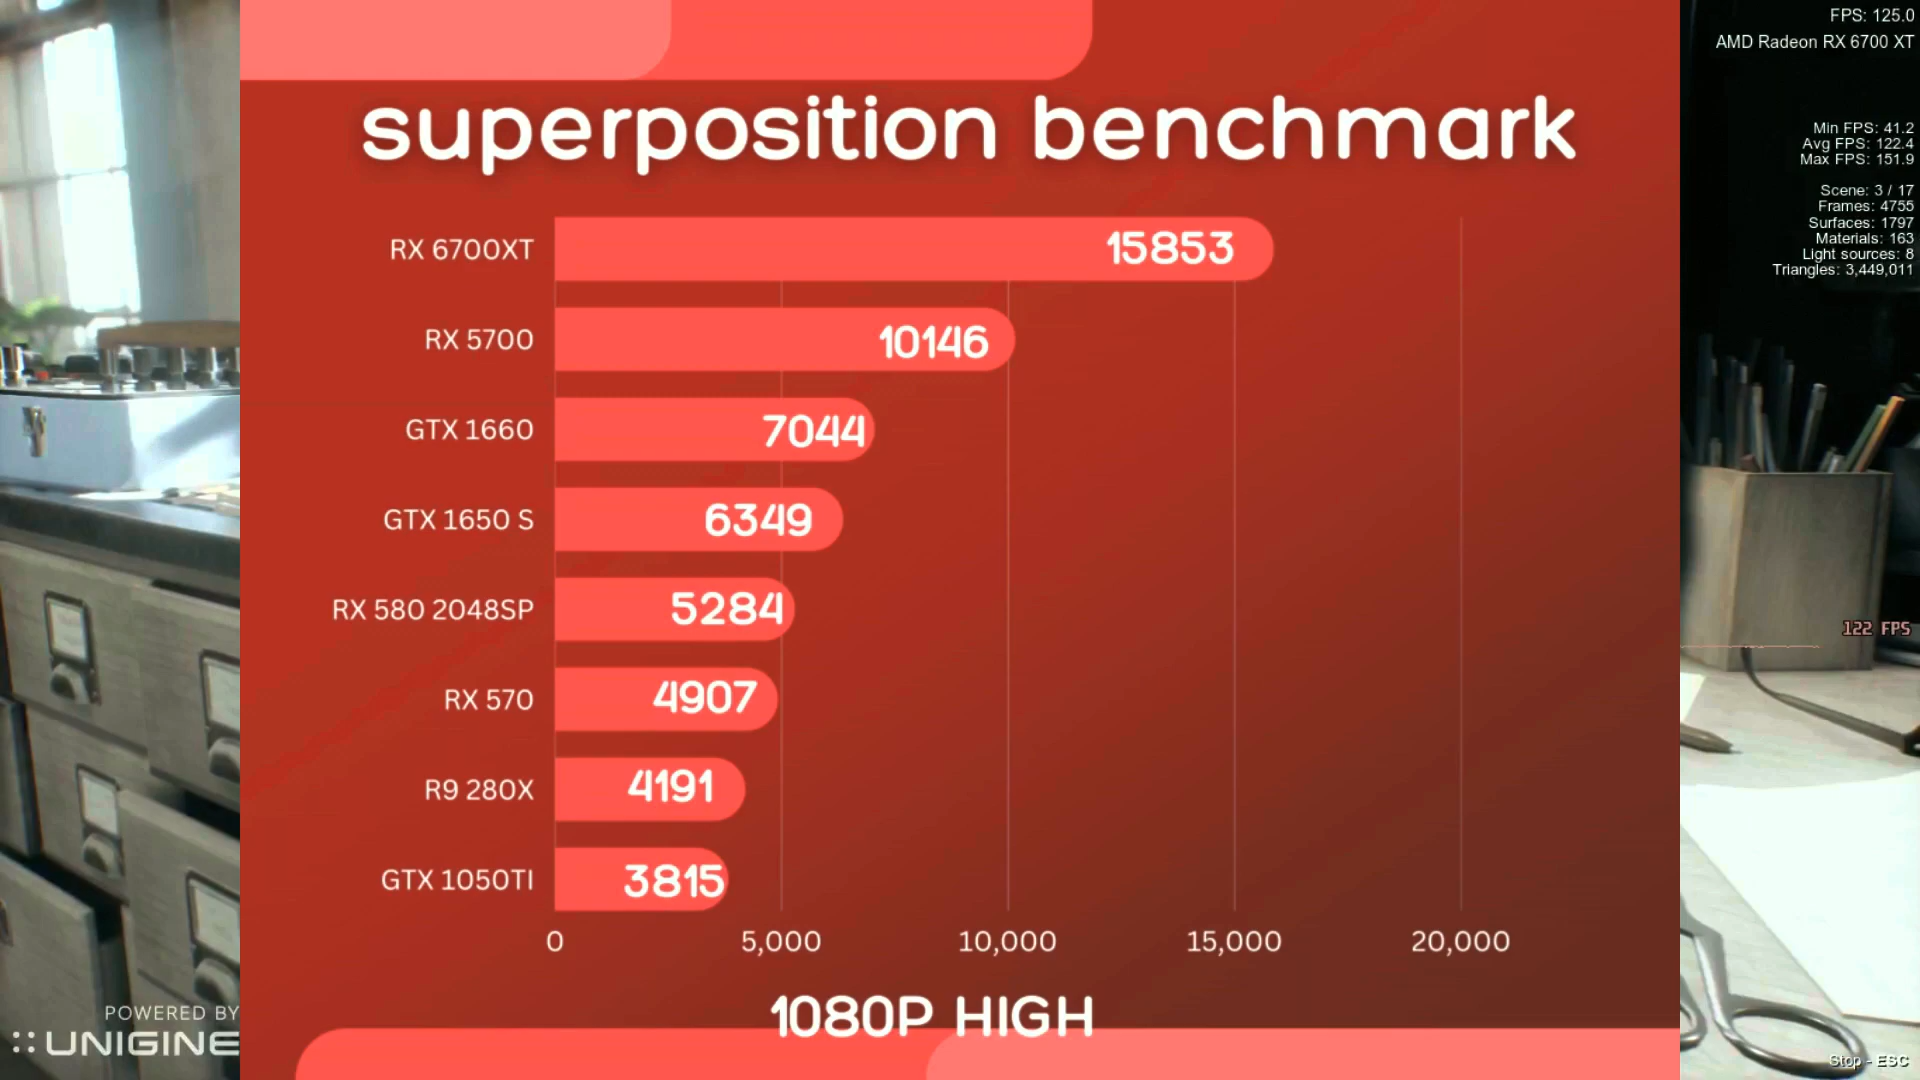 FPS: 125.0
AMD Radeon RX 6700 XT
Min FPS: 41.2
Avg FPS: 122.4
Max FPS: 151.9
Scene: 3 / 17
Frames: 4755
Surfaces: 1797
Materials: 163
Light sources: 8
Triangles: 3,449,011
superposition benchmark
RX 6700XT 15853
RX 5700 10146
GTX 1660 7044
GTX 1650 S 6349
RX 580 2048SP 5284
RX 570 4907
R9 280X 4191
GTX 1050TI 3815
0 5,000 10,000 15,000 20,000
1080P HIGH
122 FPS
POWERED BY
UNIGINE
Stop - ESC